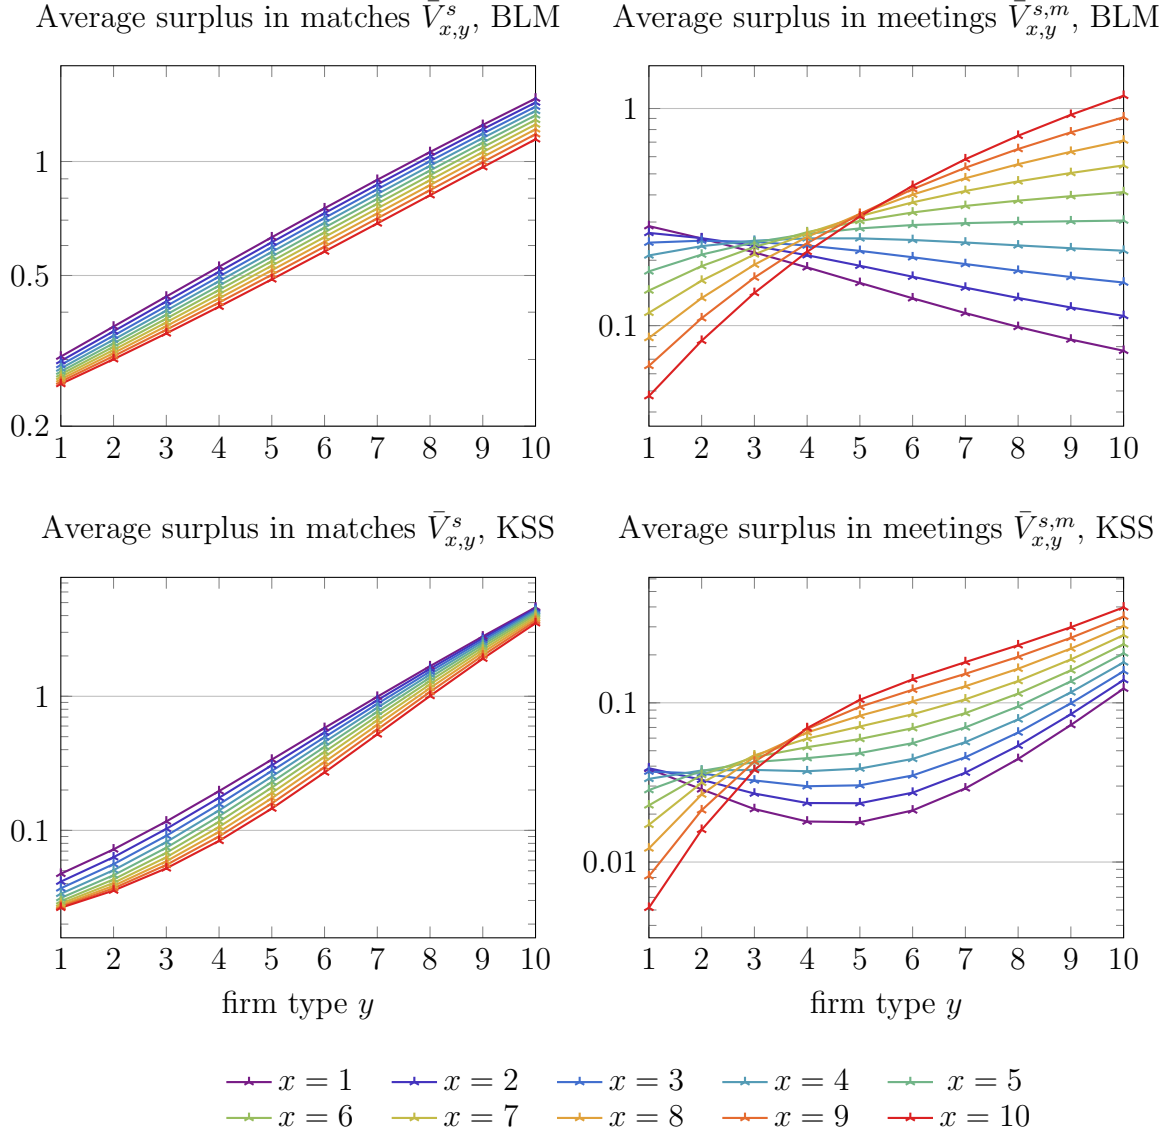 Average surplus in matches V̄ˢₓ,ᵧ, BLM
Average surplus in meetings V̄ˢ,ᵐₓ,ᵧ, BLM
1
0.5
0.2
1 2 3 4 5 6 7 8 9 10
1
0.1
1 2 3 4 5 6 7 8 9 10
Average surplus in matches V̄ˢₓ,ᵧ, KSS
Average surplus in meetings V̄ˢ,ᵐₓ,ᵧ, KSS
1
0.1
1 2 3 4 5 6 7 8 9 10
firm type y
0.1
0.01
1 2 3 4 5 6 7 8 9 10
firm type y
x = 1 x = 2 x = 3 x = 4 x = 5
x = 6 x = 7 x = 8 x = 9 x = 10